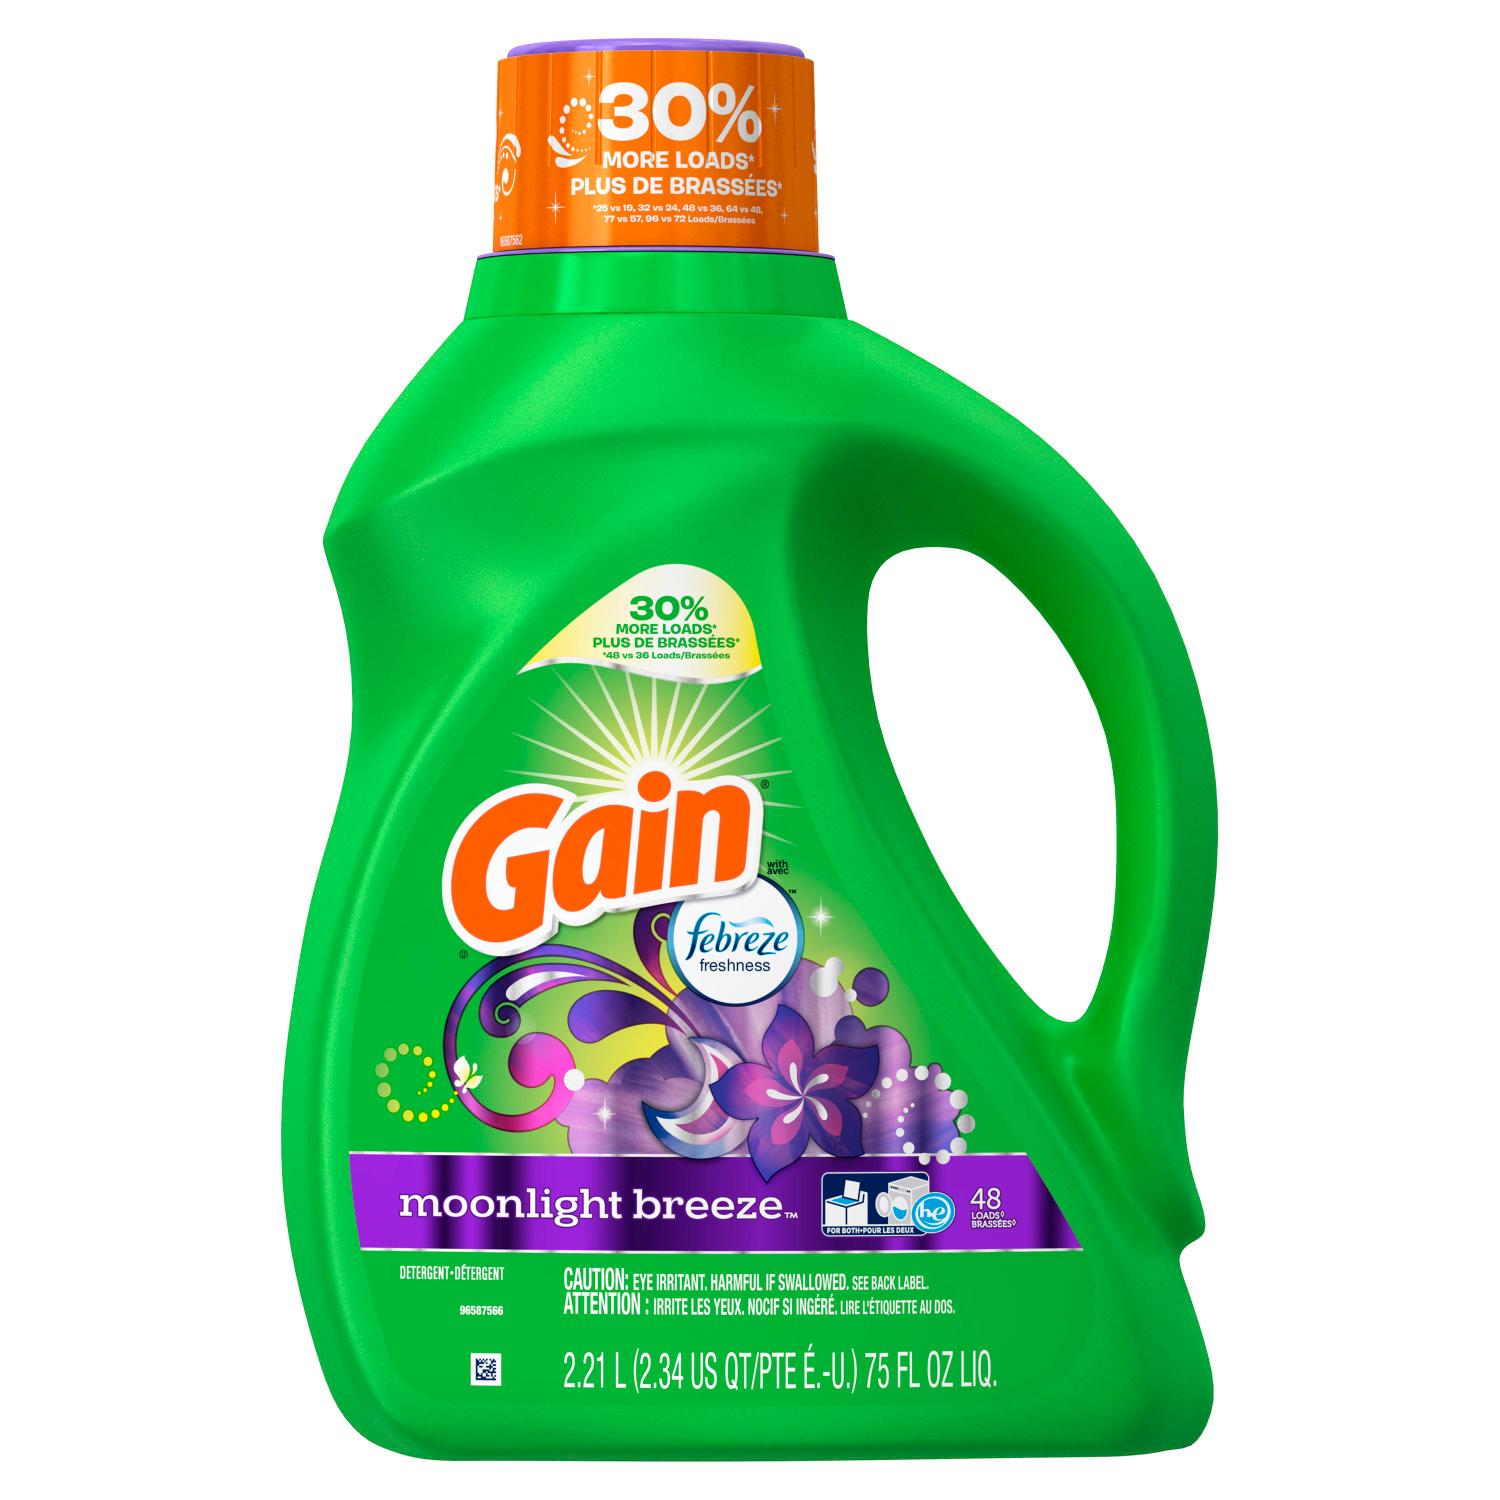 30%
MORE LOADS*
PLUS DE BRASSÉES*
*25 vs 19, 32 vs 24, 48 vs 36, 64 vs 48,
77 vs 57, 96 vs 72 Loads/Brassées
96587562
30%
MORE LOADS*
PLUS DE BRASSÉES*
*48 vs 36 Loads/Brassées
Gain®
with
avec
febreze™
freshness
moonlight breeze™
he
FOR BOTH•POUR LES DEUX
48
LOADS◊
BRASSÉES◊
DETERGENT•DÉTERGENT
96587566
CAUTION: EYE IRRITANT. HARMFUL IF SWALLOWED. SEE BACK LABEL.
ATTENTION : IRRITE LES YEUX. NOCIF SI INGÉRÉ. LIRE L'ÉTIQUETTE AU DOS.
2.21 L (2.34 US QT/PTE É.-U.) 75 FL OZ LIQ.